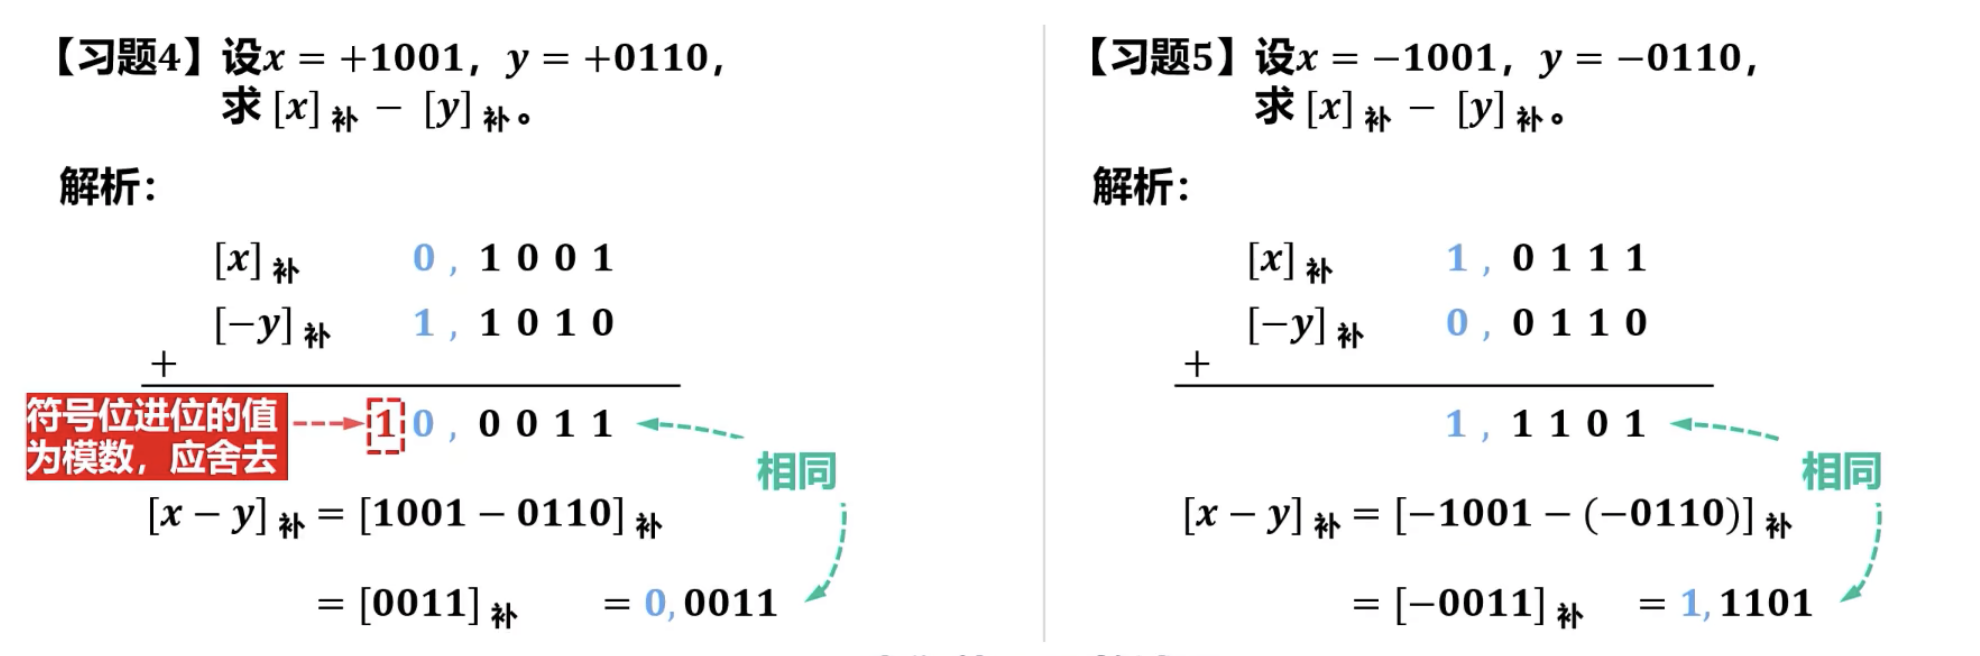 【习题4】设x = +1001，y = +0110，
求 [x]补 − [y]补。
解析：
[x]补 0, 1 0 0 1
[−y]补 1, 1 0 1 0
+
符号位进位的值
为模数，应舍去
1 0, 0 0 1 1
相同
[x − y]补 = [1001 − 0110]补
= [0011]补 = 0, 0011
【习题5】设x = −1001，y = −0110，
求 [x]补 − [y]补。
解析：
[x]补 1, 0 1 1 1
[−y]补 0, 0 1 1 0
+
1, 1 1 0 1
相同
[x − y]补 = [−1001 − (−0110)]补
= [−0011]补 = 1, 1101